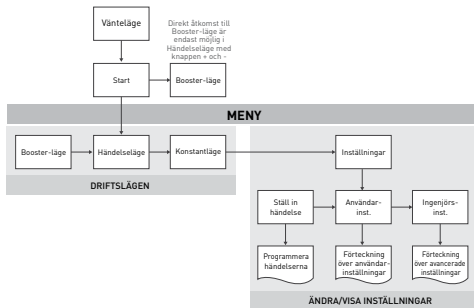 Vänteläge
Direkt åtkomst till
Booster-läge är
endast möjlig i
Händelseläge med
knappen + och -
Start
Booster-läge
MENY
Booster-läge
Händelseläge
Konstantläge
Inställningar
DRIFTSLÄGEN
Ställ in
händelse
Användar-
inst.
Ingenjörs-
inst.
Programmera
händelserna
Förteckning
över användar-
inställningar
Förteckning
över avancerade
inställningar
ÄNDRA/VISA INSTÄLLNINGAR